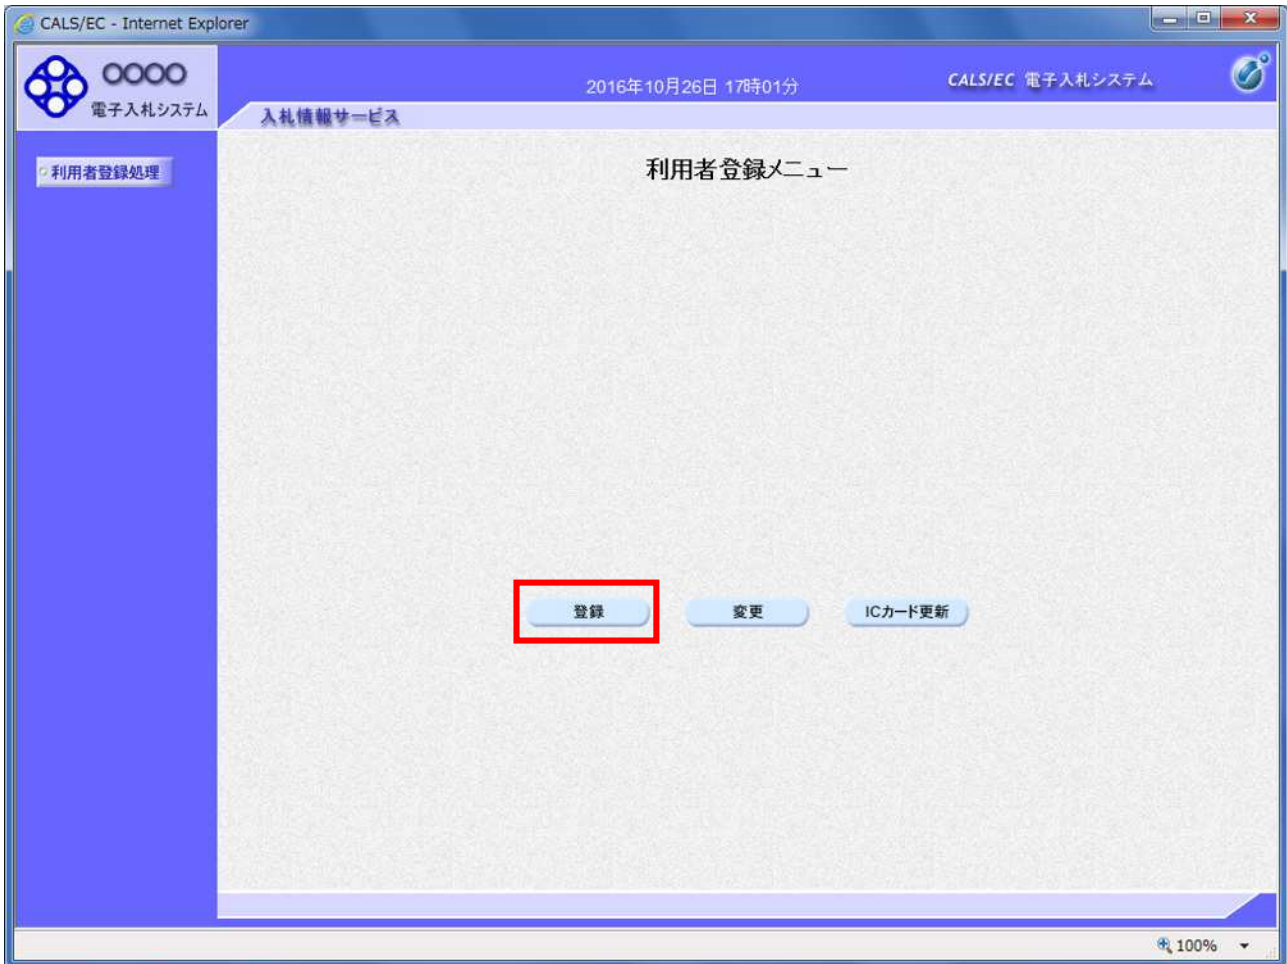 CALS/EC - Internet Explorer
○○○○
電子入札システム
2016年10月26日 17時01分
CALS/EC 電子入札システム
入札情報サービス
利用者登録処理
利用者登録メニュー
登録
変更
ICカード更新
100%